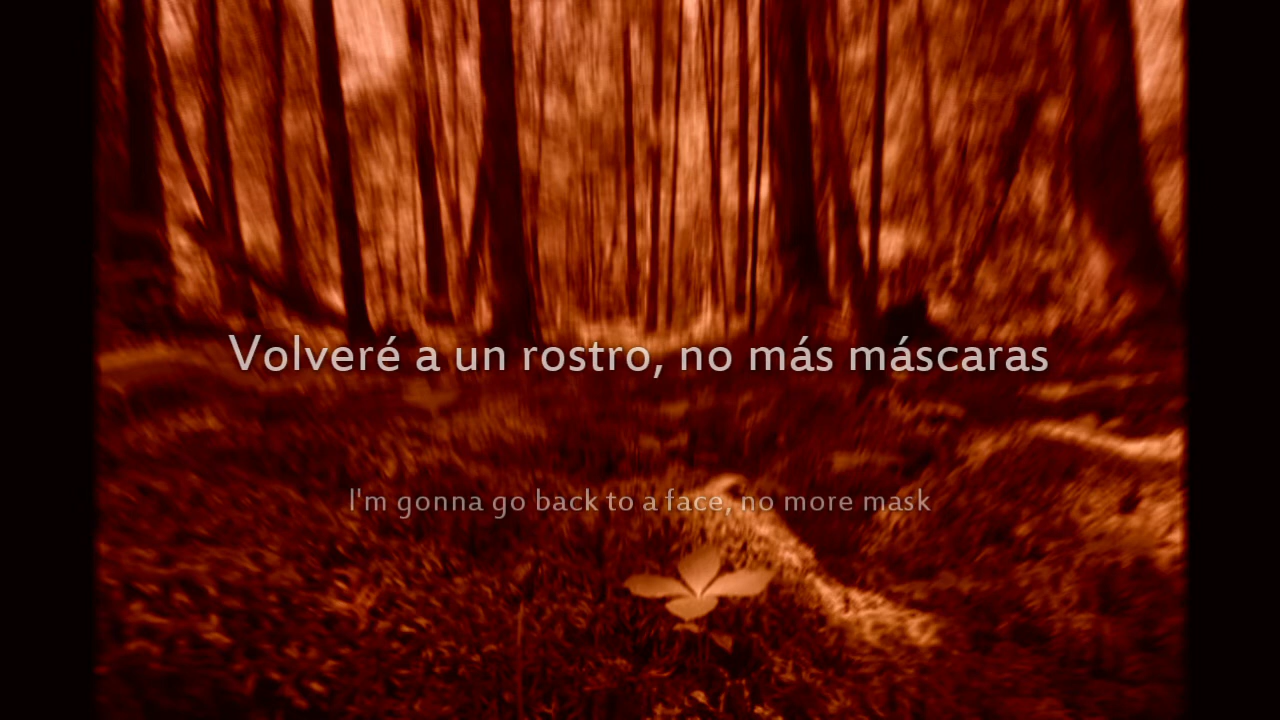 Volveré a un rostro, no más máscaras
I'm gonna go back to a face, no more mask